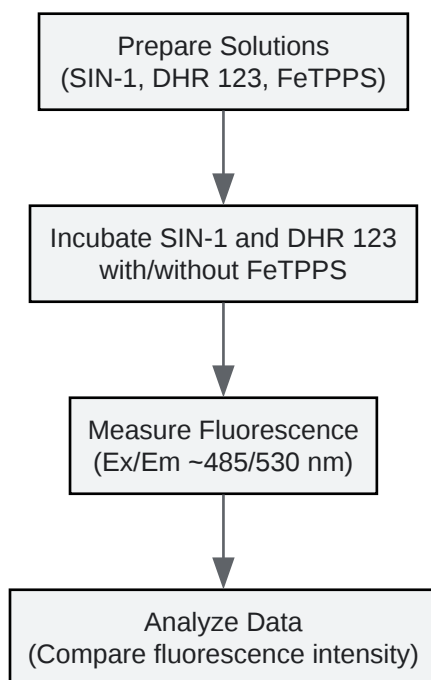 Prepare Solutions
(SIN-1, DHR 123, FeTPPS)
Incubate SIN-1 and DHR 123
with/without FeTPPS
Measure Fluorescence
(Ex/Em ~485/530 nm)
Analyze Data
(Compare fluorescence intensity)